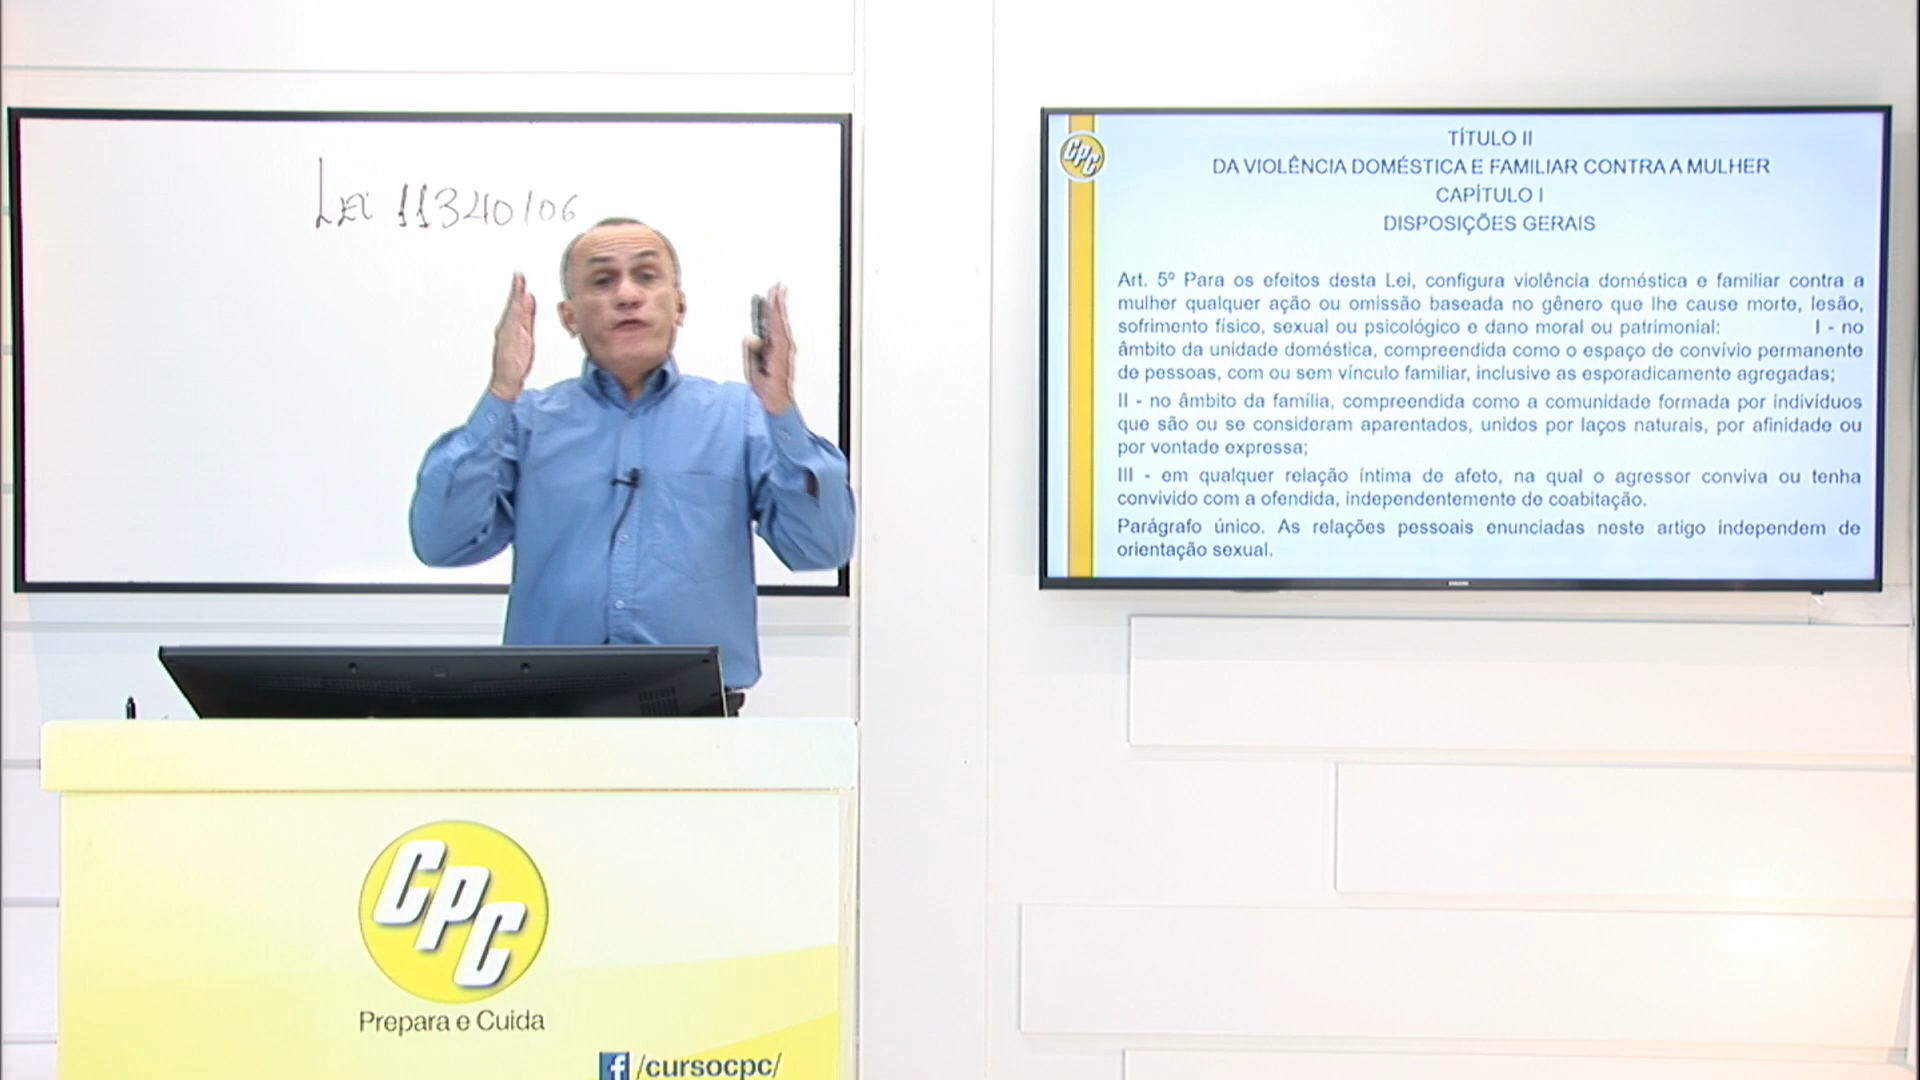 Lei 11340/06
CPC
TÍTULO II
DA VIOLÊNCIA DOMÉSTICA E FAMILIAR CONTRA A MULHER
CAPÍTULO I
DISPOSIÇÕES GERAIS
Art. 5º Para os efeitos desta Lei, configura violência doméstica e familiar contra a
mulher qualquer ação ou omissão baseada no gênero que lhe cause morte, lesão,
sofrimento físico, sexual ou psicológico e dano moral ou patrimonial: I - no
âmbito da unidade doméstica, compreendida como o espaço de convívio permanente
de pessoas, com ou sem vínculo familiar, inclusive as esporadicamente agregadas;
II - no âmbito da família, compreendida como a comunidade formada por indivíduos
que são ou se consideram aparentados, unidos por laços naturais, por afinidade ou
por vontade expressa;
III - em qualquer relação íntima de afeto, na qual o agressor conviva ou tenha
convivido com a ofendida, independentemente de coabitação.
Parágrafo único. As relações pessoais enunciadas neste artigo independem de
orientação sexual.
CPC
Prepara e Cuida
f /cursocpc/